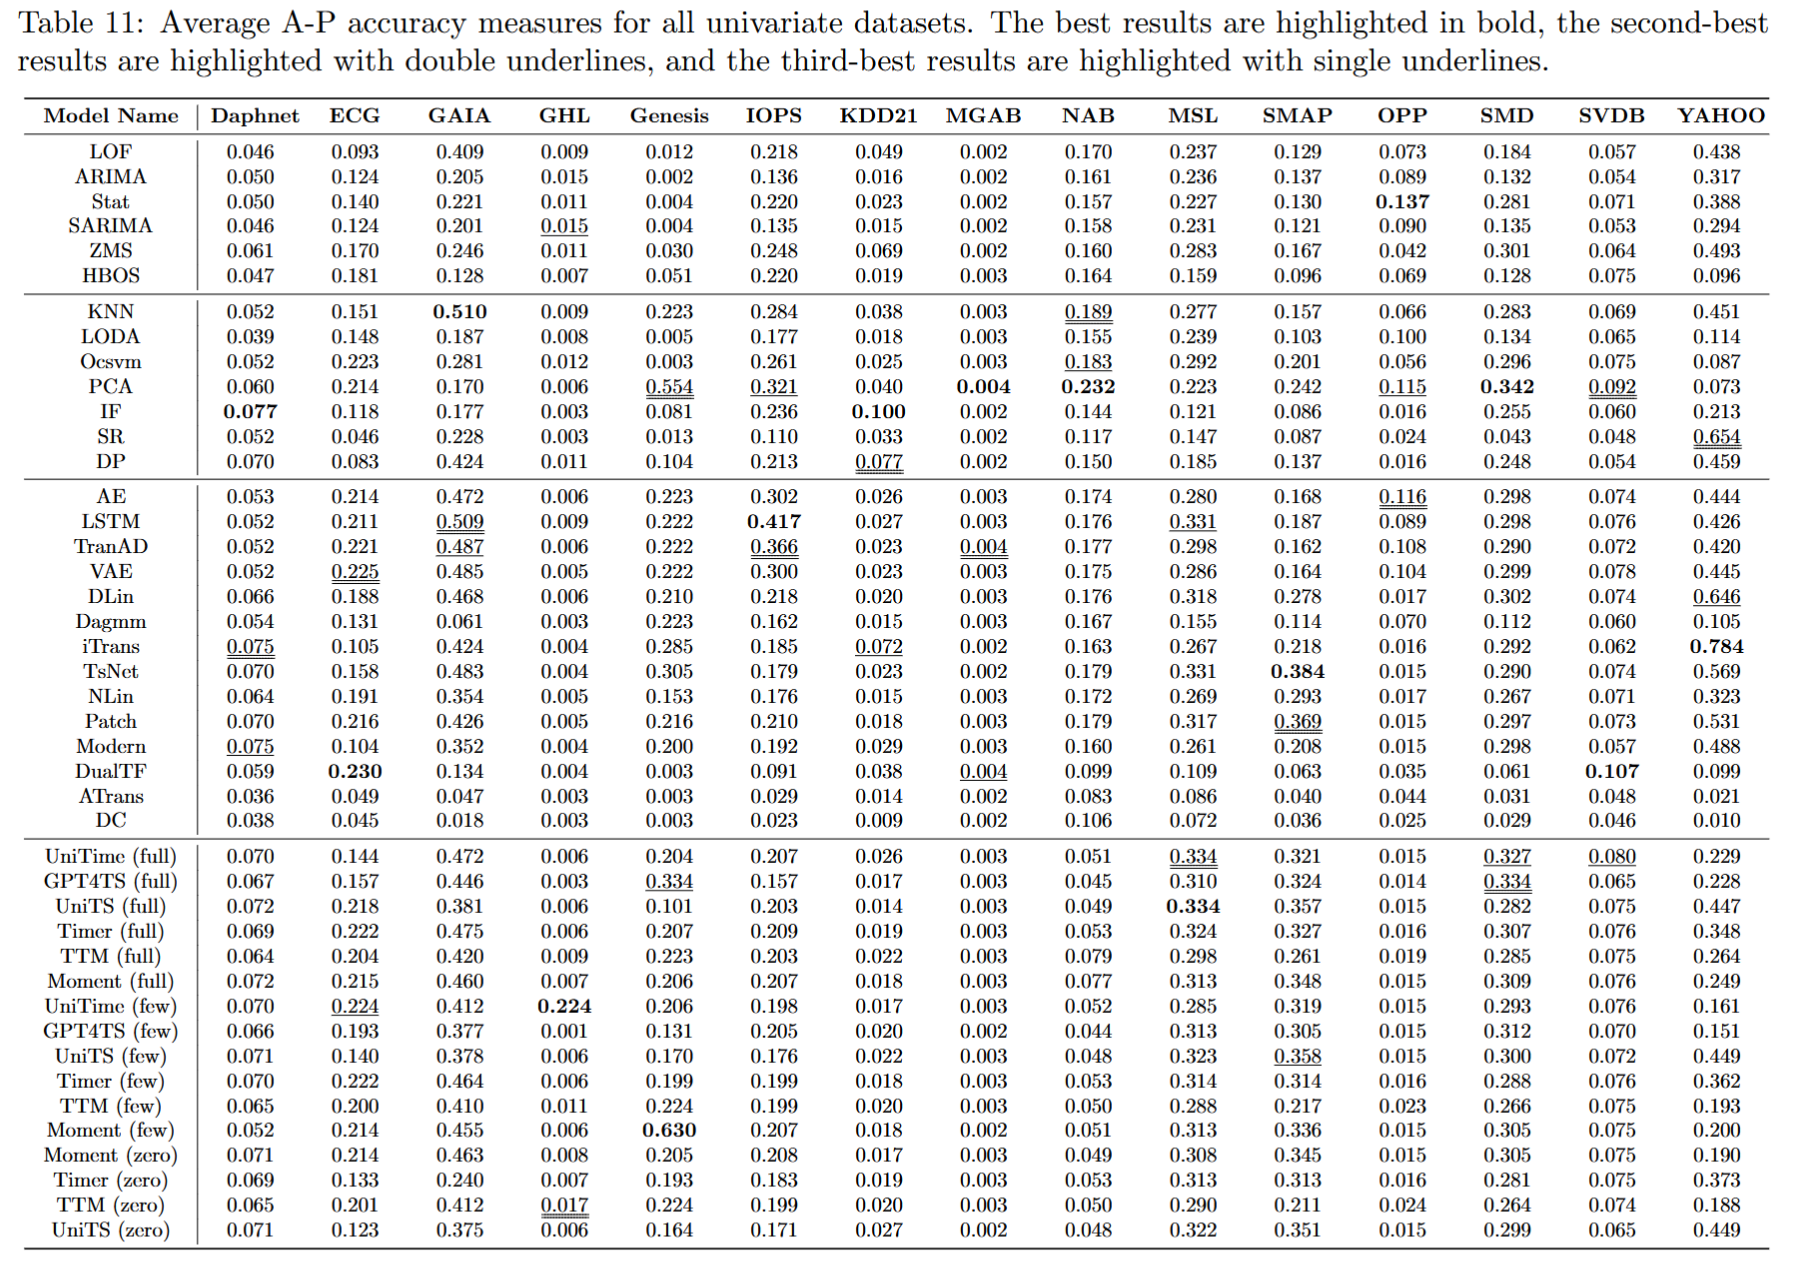 Table 11: Average A-P accuracy measures for all univariate datasets. The best results are highlighted in bold, the second-best
results are highlighted with double underlines, and the third-best results are highlighted with single underlines.
Model Name Daphnet ECG GAIA GHL Genesis IOPS KDD21 MGAB NAB MSL SMAP OPP SMD SVDB YAHOO
LOF 0.046 0.093 0.409 0.009 0.012 0.218 0.049 0.002 0.170 0.237 0.129 0.073 0.184 0.057 0.438
ARIMA 0.050 0.124 0.205 0.015 0.002 0.136 0.016 0.002 0.161 0.236 0.137 0.089 0.132 0.054 0.317
Stat 0.050 0.140 0.221 0.011 0.004 0.220 0.023 0.002 0.157 0.227 0.130 0.137 0.281 0.071 0.388
SARIMA 0.046 0.124 0.201 0.015 0.004 0.135 0.015 0.002 0.158 0.231 0.121 0.090 0.135 0.053 0.294
ZMS 0.061 0.170 0.246 0.011 0.030 0.248 0.069 0.002 0.160 0.283 0.167 0.042 0.301 0.064 0.493
HBOS 0.047 0.181 0.128 0.007 0.051 0.220 0.019 0.003 0.164 0.159 0.096 0.069 0.128 0.075 0.096
KNN 0.052 0.151 0.510 0.009 0.223 0.284 0.038 0.003 0.189 0.277 0.157 0.066 0.283 0.069 0.451
LODA 0.039 0.148 0.187 0.008 0.005 0.177 0.018 0.003 0.155 0.239 0.103 0.100 0.134 0.065 0.114
Ocsvm 0.052 0.223 0.281 0.012 0.003 0.261 0.025 0.003 0.183 0.292 0.201 0.056 0.296 0.075 0.087
PCA 0.060 0.214 0.170 0.006 0.554 0.321 0.040 0.004 0.232 0.223 0.242 0.115 0.342 0.092 0.073
IF 0.077 0.118 0.177 0.003 0.081 0.236 0.100 0.002 0.144 0.121 0.086 0.016 0.255 0.060 0.213
SR 0.052 0.046 0.228 0.003 0.013 0.110 0.033 0.002 0.117 0.147 0.087 0.024 0.043 0.048 0.654
DP 0.070 0.083 0.424 0.011 0.104 0.213 0.077 0.002 0.150 0.185 0.137 0.016 0.248 0.054 0.459
AE 0.053 0.214 0.472 0.006 0.223 0.302 0.026 0.003 0.174 0.280 0.168 0.116 0.298 0.074 0.444
LSTM 0.052 0.211 0.509 0.009 0.222 0.417 0.027 0.003 0.176 0.331 0.187 0.089 0.298 0.076 0.426
TranAD 0.052 0.221 0.487 0.006 0.222 0.366 0.023 0.004 0.177 0.298 0.162 0.108 0.290 0.072 0.420
VAE 0.052 0.225 0.485 0.005 0.222 0.300 0.023 0.003 0.175 0.286 0.164 0.104 0.299 0.078 0.445
DLin 0.066 0.188 0.468 0.006 0.210 0.218 0.020 0.003 0.176 0.318 0.278 0.017 0.302 0.074 0.646
Dagmm 0.054 0.131 0.061 0.003 0.223 0.162 0.015 0.003 0.167 0.155 0.114 0.070 0.112 0.060 0.105
iTrans 0.075 0.105 0.424 0.004 0.285 0.185 0.072 0.002 0.163 0.267 0.218 0.016 0.292 0.062 0.784
TsNet 0.070 0.158 0.483 0.004 0.305 0.179 0.023 0.002 0.179 0.331 0.384 0.015 0.290 0.074 0.569
NLin 0.064 0.191 0.354 0.005 0.153 0.176 0.015 0.003 0.172 0.269 0.293 0.017 0.267 0.071 0.323
Patch 0.070 0.216 0.426 0.005 0.216 0.210 0.018 0.003 0.179 0.317 0.369 0.015 0.297 0.073 0.531
Modern 0.075 0.104 0.352 0.004 0.200 0.192 0.029 0.003 0.160 0.261 0.208 0.015 0.298 0.057 0.488
DualTF 0.059 0.230 0.134 0.004 0.003 0.091 0.038 0.004 0.099 0.109 0.063 0.035 0.061 0.107 0.099
ATrans 0.036 0.049 0.047 0.003 0.003 0.029 0.014 0.002 0.083 0.086 0.040 0.044 0.031 0.048 0.021
DC 0.038 0.045 0.018 0.003 0.003 0.023 0.009 0.002 0.106 0.072 0.036 0.025 0.029 0.046 0.010
UniTime (full) 0.070 0.144 0.472 0.006 0.204 0.207 0.026 0.003 0.051 0.334 0.321 0.015 0.327 0.080 0.229
GPT4TS (full) 0.067 0.157 0.446 0.003 0.334 0.157 0.017 0.003 0.045 0.310 0.324 0.014 0.334 0.065 0.228
UniTS (full) 0.072 0.218 0.381 0.006 0.101 0.203 0.014 0.003 0.049 0.334 0.357 0.015 0.282 0.075 0.447
Timer (full) 0.069 0.222 0.475 0.006 0.207 0.209 0.019 0.003 0.053 0.324 0.327 0.016 0.307 0.076 0.348
TTM (full) 0.064 0.204 0.420 0.009 0.223 0.203 0.022 0.003 0.079 0.298 0.261 0.019 0.285 0.075 0.264
Moment (full) 0.072 0.215 0.460 0.007 0.206 0.207 0.018 0.003 0.077 0.313 0.348 0.015 0.309 0.076 0.249
UniTime (few) 0.070 0.224 0.412 0.224 0.206 0.198 0.017 0.003 0.052 0.285 0.319 0.015 0.293 0.076 0.161
GPT4TS (few) 0.066 0.193 0.377 0.001 0.131 0.205 0.020 0.002 0.044 0.313 0.305 0.015 0.312 0.070 0.151
UniTS (few) 0.071 0.140 0.378 0.006 0.170 0.176 0.022 0.003 0.048 0.323 0.358 0.015 0.300 0.072 0.449
Timer (few) 0.070 0.222 0.464 0.006 0.199 0.199 0.018 0.003 0.053 0.314 0.314 0.016 0.288 0.076 0.362
TTM (few) 0.065 0.200 0.410 0.011 0.224 0.199 0.020 0.003 0.050 0.288 0.217 0.023 0.266 0.075 0.193
Moment (few) 0.052 0.214 0.455 0.006 0.630 0.207 0.018 0.002 0.051 0.313 0.336 0.015 0.305 0.075 0.200
Moment (zero) 0.071 0.214 0.463 0.008 0.205 0.208 0.017 0.003 0.049 0.308 0.345 0.015 0.305 0.075 0.190
Timer (zero) 0.069 0.133 0.240 0.007 0.193 0.183 0.019 0.003 0.053 0.313 0.313 0.016 0.281 0.075 0.373
TTM (zero) 0.065 0.201 0.412 0.017 0.224 0.199 0.020 0.003 0.050 0.290 0.211 0.024 0.264 0.074 0.188
UniTS (zero) 0.071 0.123 0.375 0.006 0.164 0.171 0.027 0.002 0.048 0.322 0.351 0.015 0.299 0.065 0.449